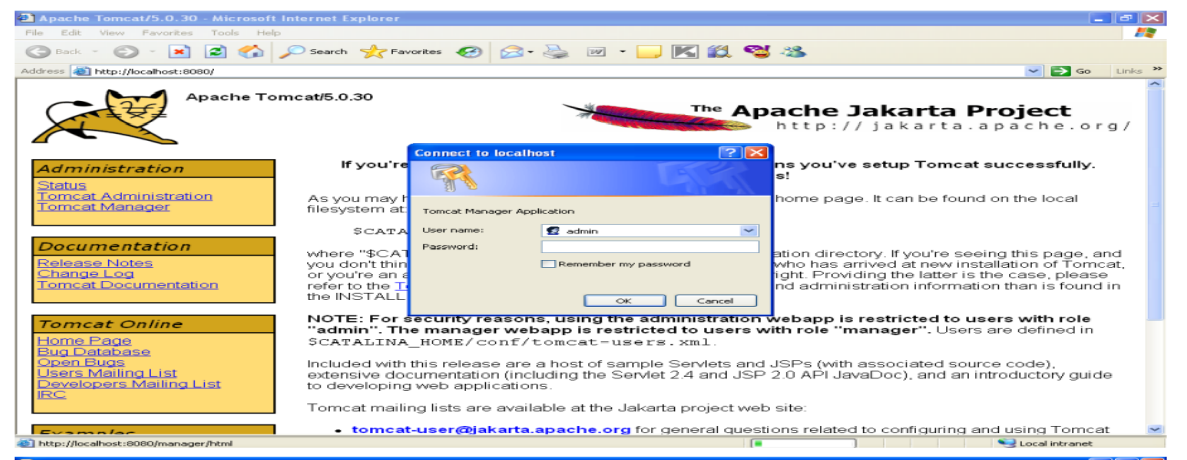 Apache Tomcat/5.0.30 - Microsoft Internet Explorer
File Edit View Favorites Tools Help
Back Search Favorites
Address http://localhost:8080/ Go Links »
Apache Tomcat/5.0.30
The Apache Jakarta Project
http://jakarta.apache.org/
Administration
Status
Tomcat Administration
Tomcat Manager
Documentation
Release Notes
Change Log
Tomcat Documentation
Tomcat Online
Home Page
Bug Database
Open Bugs
Users Mailing List
Developers Mailing List
IRC
Examples
If you're
ns you've setup Tomcat successfully.
s!
As you may h
home page. It can be found on the local
filesystem at:
$CATA
where "$CAT
ation directory. If you're seeing this page, and
you don't thin
who has arrived at new installation of Tomcat,
or you're an a
ight. Providing the latter is the case, please
refer to the T
nd administration information than is found in
the INSTALL
Connect to localhost
Tomcat Manager Application
User name: admin
Password:
Remember my password
OK Cancel
NOTE: For security reasons, using the administration webapp is restricted to users with role
"admin". The manager webapp is restricted to users with role "manager". Users are defined in
$CATALINA_HOME/conf/tomcat-users.xml.
Included with this release are a host of sample Servlets and JSPs (with associated source code),
extensive documentation (including the Servlet 2.4 and JSP 2.0 API JavaDoc), and an introductory guide
to developing web applications.
Tomcat mailing lists are available at the Jakarta project web site:
• tomcat-user@jakarta.apache.org for general questions related to configuring and using Tomcat
http://localhost:8080/manager/html
Local intranet